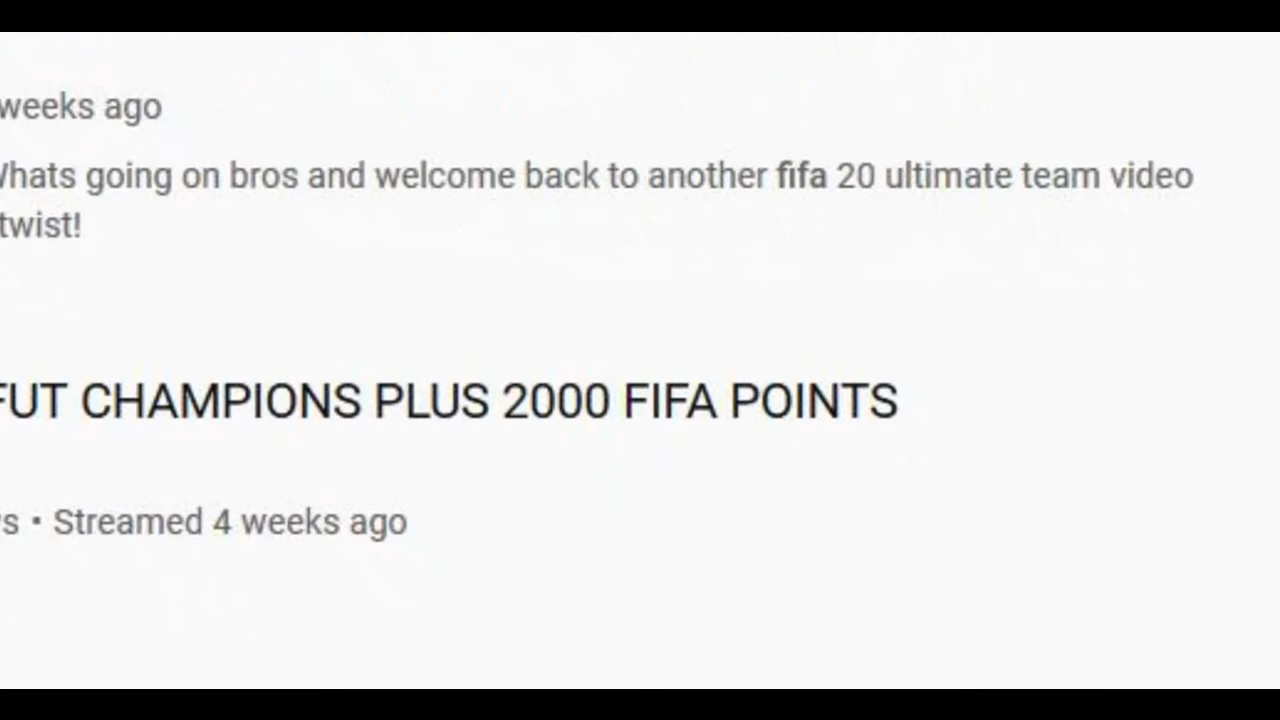 weeks ago
Whats going on bros and welcome back to another fifa 20 ultimate team video
twist!
FUT CHAMPIONS PLUS 2000 FIFA POINTS
s • Streamed 4 weeks ago